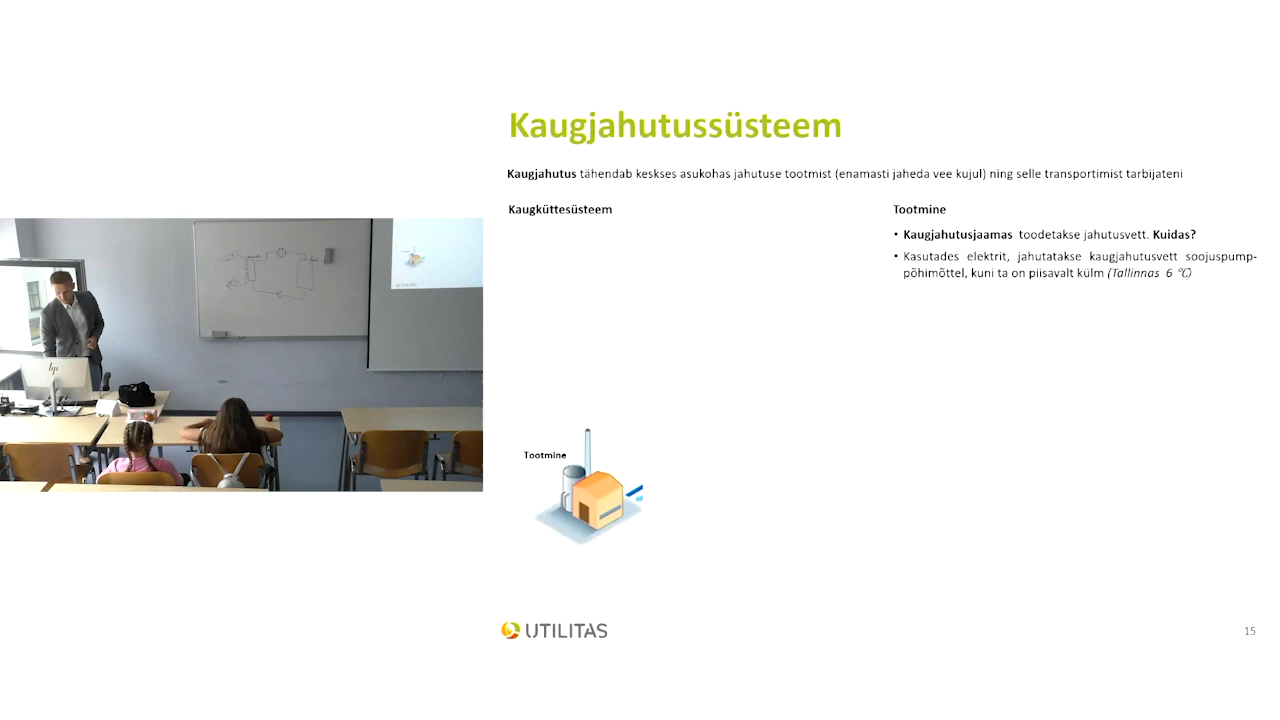 Kaugjahutussüsteem
Kaugjahutus tähendab keskses asukohas jahutuse tootmist (enamasti jaheda vee kujul) ning selle transportimist tarbijateni
Kaugküttesüsteem
Tootmine
• Kaugjahutusjaamas toodetakse jahutusvett. Kuidas?
• Kasutades elektrit, jahutatakse kaugjahutusvett soojuspump-
põhimõttel, kuni ta on piisavalt külm (Tallinnas 6 °C)
Tootmine
hp
UTILITAS
15